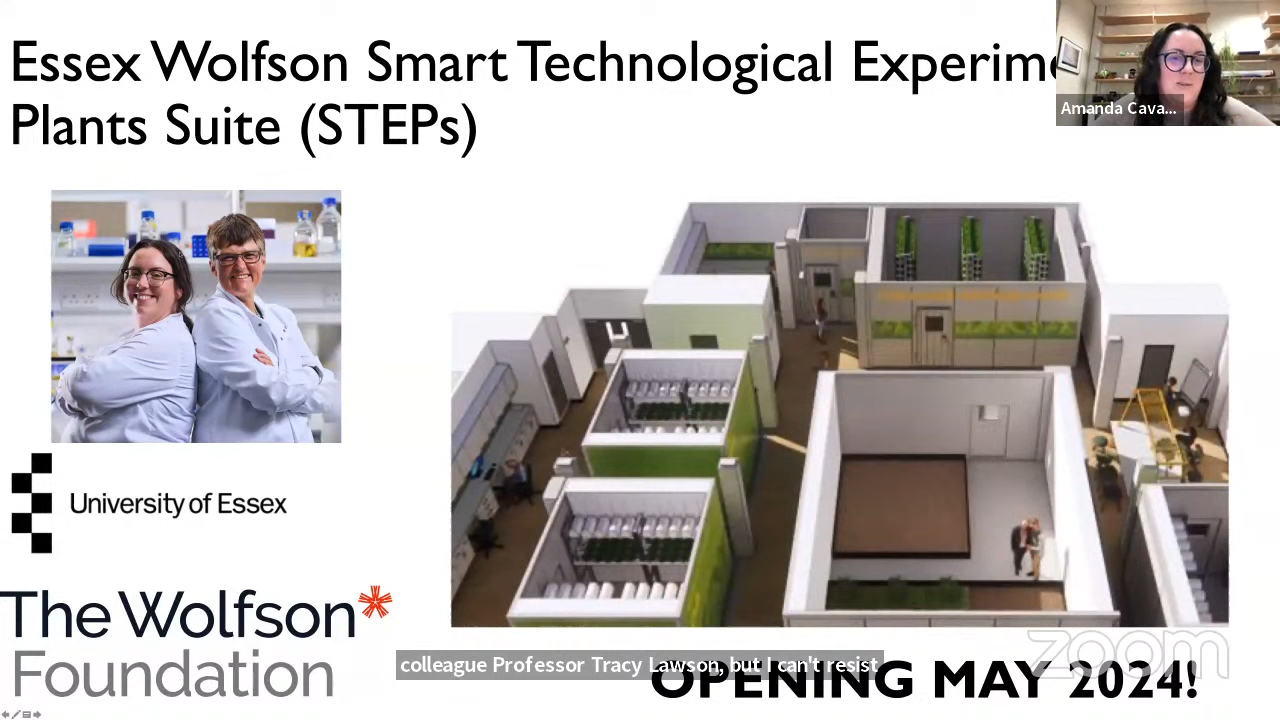 Essex Wolfson Smart Technological Experime
Plants Suite (STEPs)
Amanda Cava...
University of Essex
The Wolfson*
Foundation
colleague Professor Tracy Lawson, but I can't resist
OPENING MAY 2024!
zoom